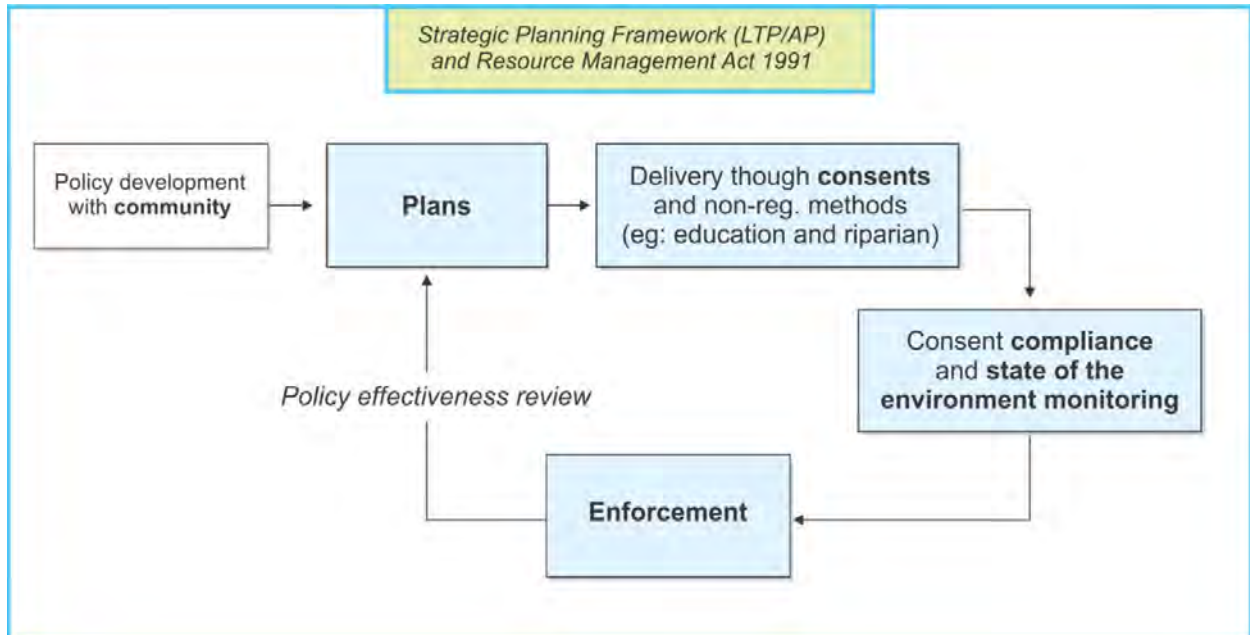 Strategic Planning Framework (LTP/AP)
and Resource Management Act 1991
Policy development
with community
Plans
Delivery though consents
and non-reg. methods
(eg: education and riparian)
Consent compliance
and state of the
environment monitoring
Enforcement
Policy effectiveness review